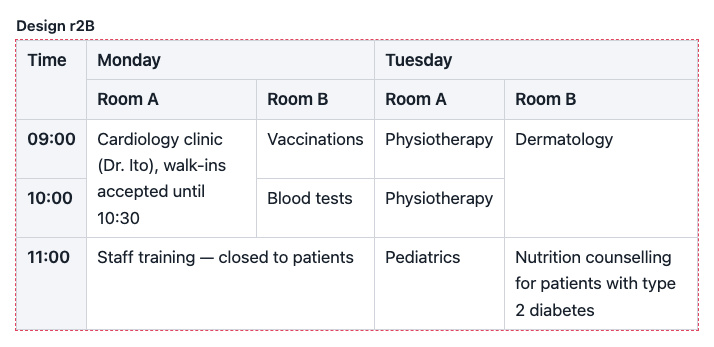 Design r2B
Time
Monday
Tuesday
Room A
Room B
Room A
Room B
09:00
Cardiology clinic
(Dr. Ito), walk-ins
accepted until
10:30
Vaccinations
Physiotherapy
Dermatology
10:00
Blood tests
Physiotherapy
11:00
Staff training — closed to patients
Pediatrics
Nutrition counselling
for patients with type
2 diabetes